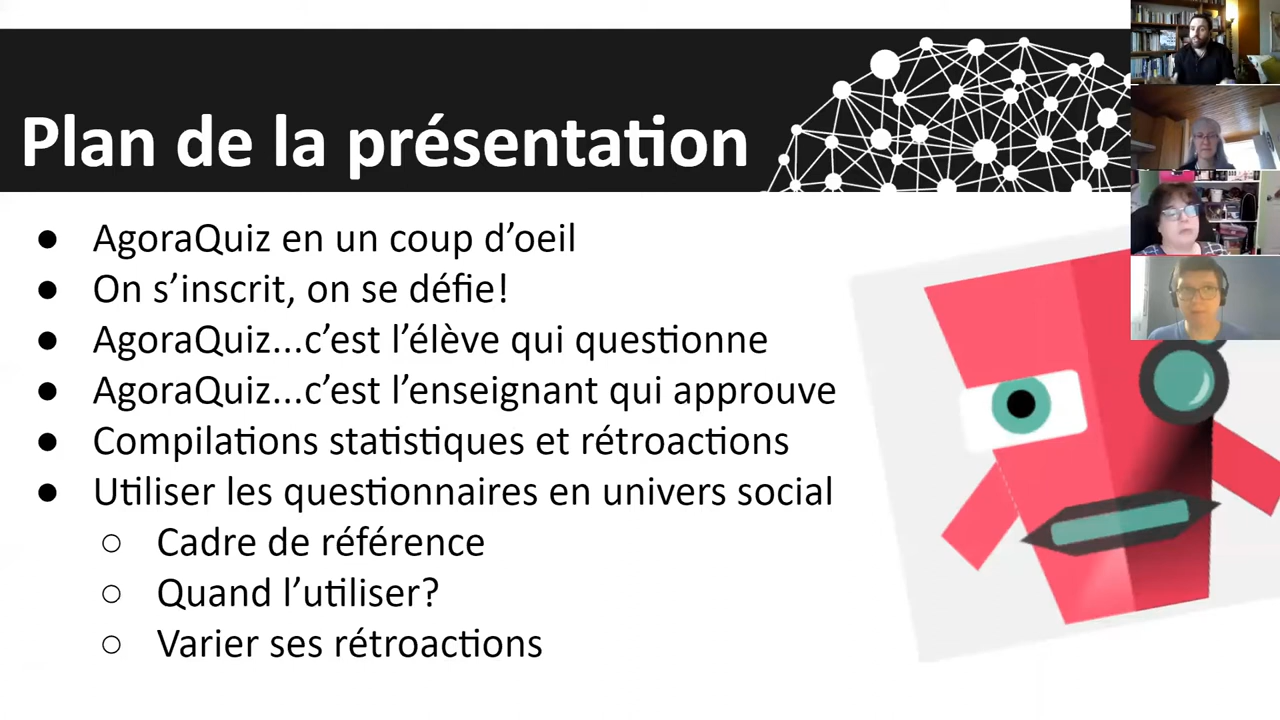 Plan de la présentation
● AgoraQuiz en un coup d’oeil
● On s’inscrit, on se défie!
● AgoraQuiz...c’est l’élève qui questionne
● AgoraQuiz...c’est l’enseignant qui approuve
● Compilations statistiques et rétroactions
● Utiliser les questionnaires en univers social
○ Cadre de référence
○ Quand l’utiliser?
○ Varier ses rétroactions